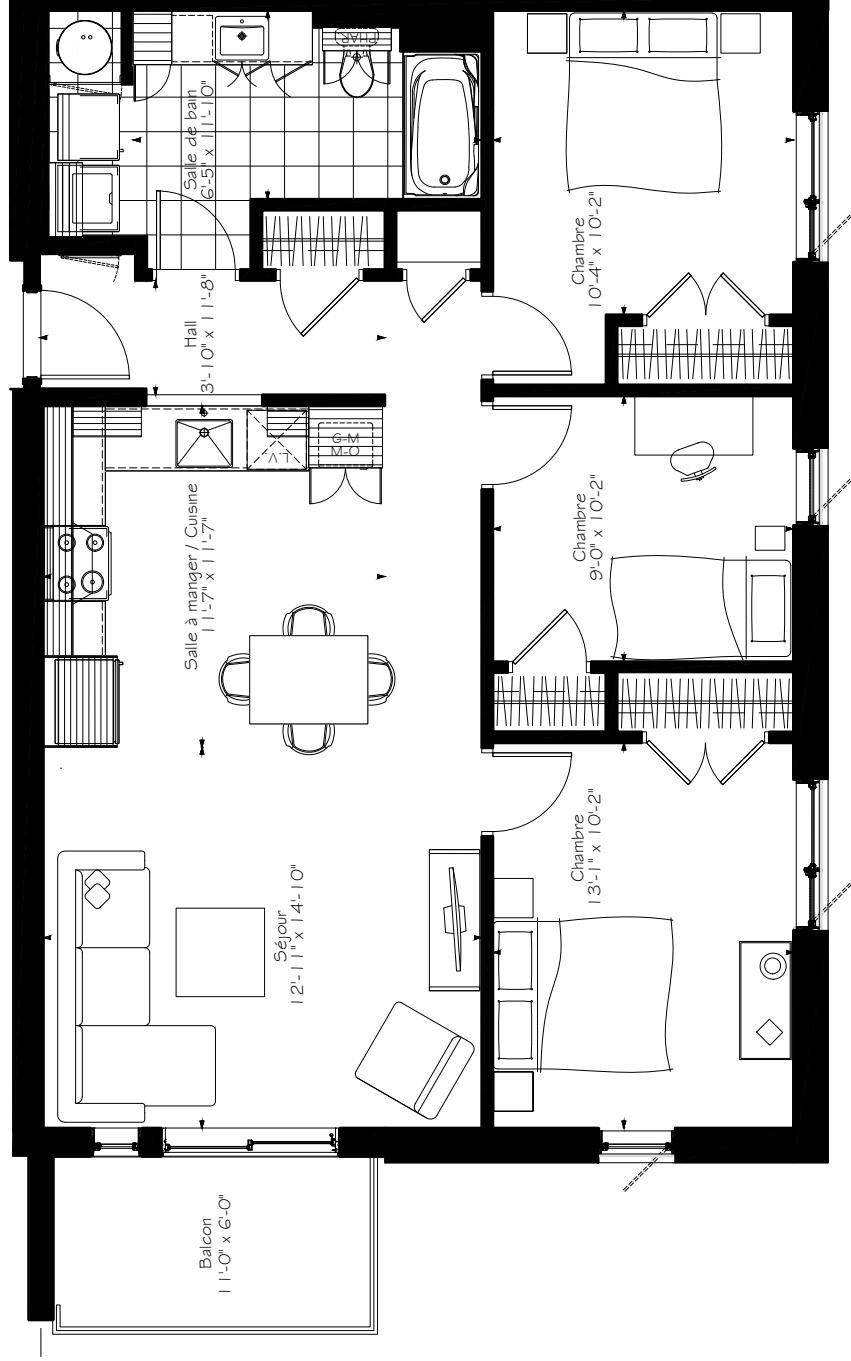 PHAR
Salle de bain
6'-5" x 11'-10"
Chambre
10'-4" x 10'-2"
Hall
3'-10" x 11'-8"
G-M
M-O
L.V.
Salle à manger / Cuisine
11'-7" x 11'-7"
Chambre
9'-0" x 10'-2"
Chambre
13'-1" x 10'-2"
Séjour
12'-11" x 14'-10"
Balcon
11'-0" x 6'-0"